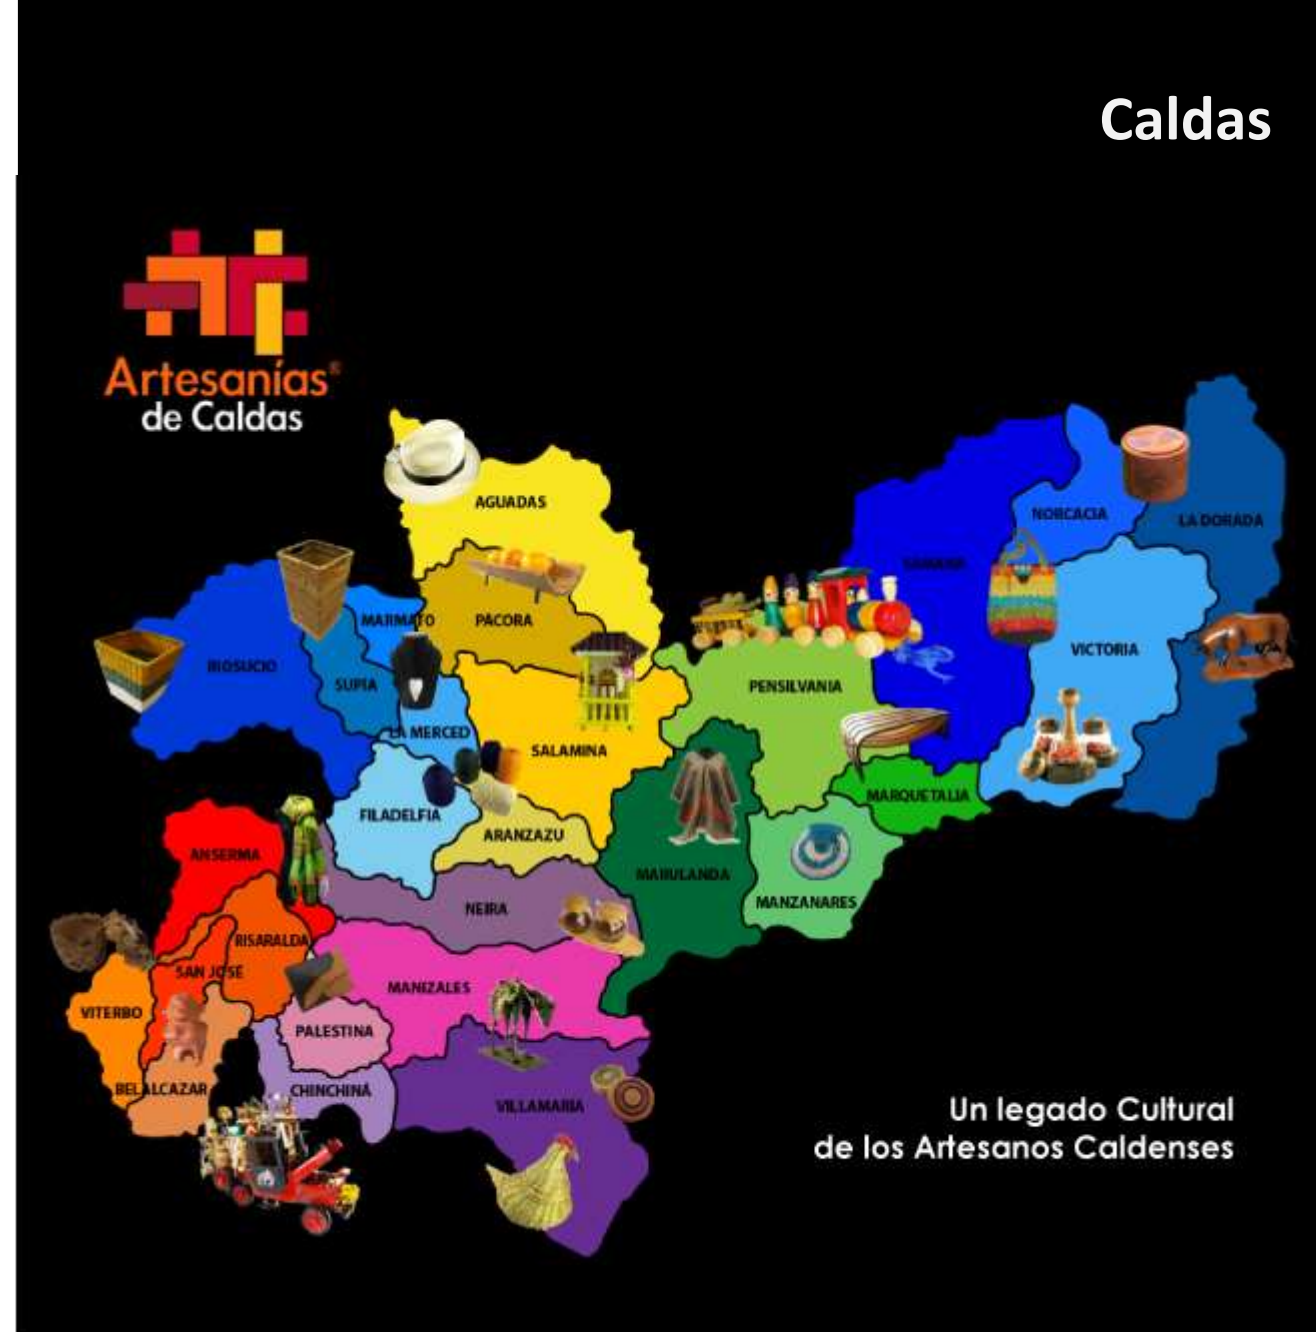 Caldas
Artesanías®
de Caldas
AGUADAS
NORCACIA
LA DORADA
SAMANA
MARMATO
PACORA
RIOSUCIO
SUPIA
VICTORIA
PENSILVANIA
LA MERCED
SALAMINA
MARQUETALIA
FILADELFIA
ARANZAZU
ANSERMA
MARULANDA
MANZANARES
NEIRA
RISARALDA
SAN JOSÉ
MANIZALES
VITERBO
PALESTINA
BELALCAZAR
CHINCHINÁ
VILLAMARIA
Un legado Cultural
de los Artesanos Caldenses